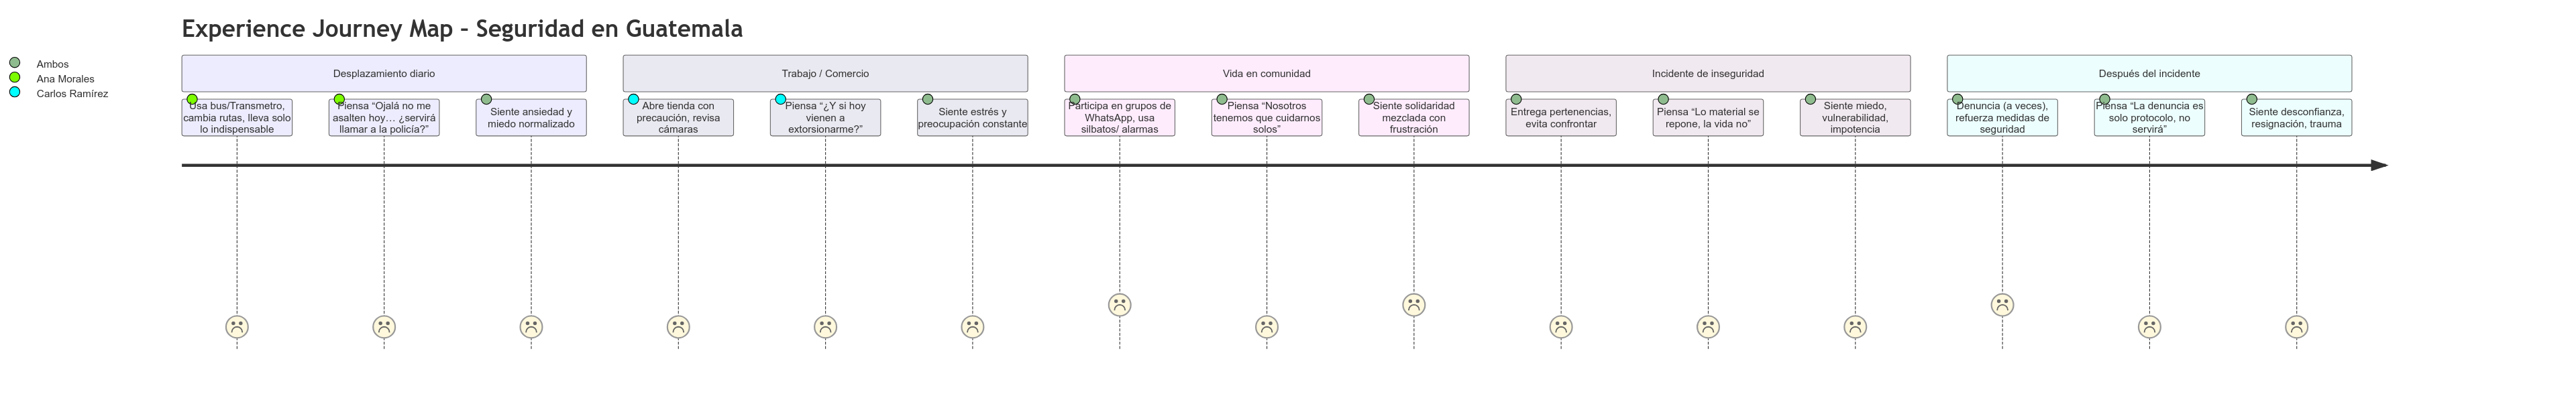 Experience Journey Map - Seguridad en Guatemala
Ambos
Ana Morales
Carlos Ramírez
Desplazamiento diario
Usa bus/Transmetro,
cambia rutas, lleva solo
lo indispensable
Piensa “Ojalá no me
asalten hoy… ¿servirá
llamar a la policía?”
Siente ansiedad y
miedo normalizado
Trabajo / Comercio
Abre tienda con
precaución, revisa
cámaras
Piensa “¿Y si hoy
vienen a
extorsionarme?”
Siente estrés y
preocupación constante
Vida en comunidad
Participa en grupos de
WhatsApp, usa
silbatos/ alarmas
Piensa “Nosotros
tenemos que cuidarnos
solos”
Siente solidaridad
mezclada con
frustración
Incidente de inseguridad
Entrega pertenencias,
evita confrontar
Piensa “Lo material se
repone, la vida no”
Siente miedo,
vulnerabilidad,
impotencia
Después del incidente
Denuncia (a veces),
refuerza medidas de
seguridad
Piensa “La denuncia es
solo protocolo, no
servirá”
Siente desconfianza,
resignación, trauma